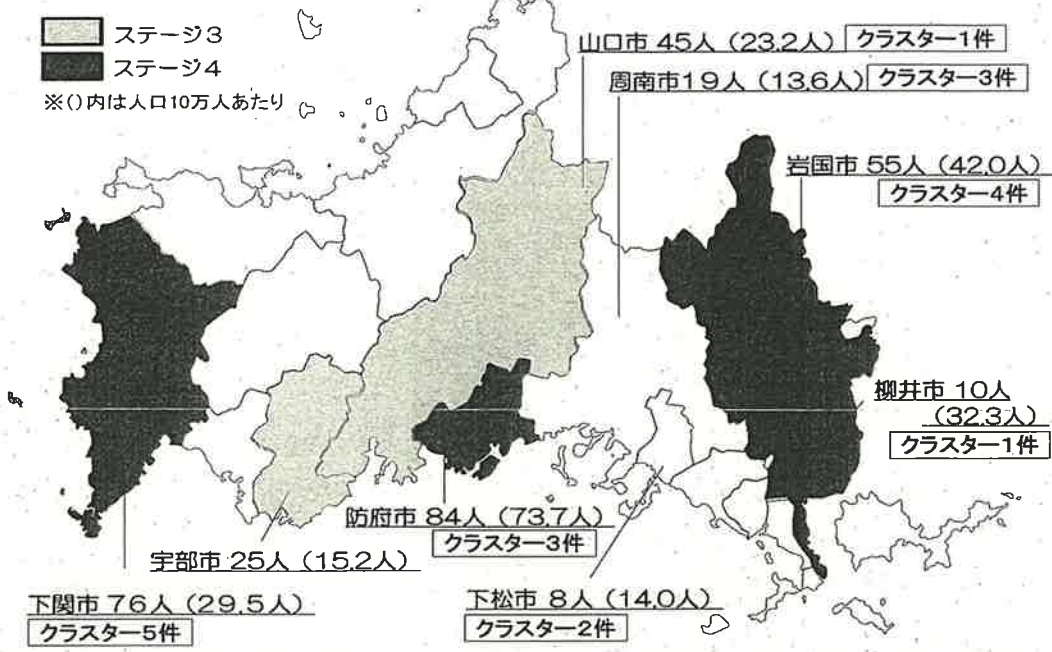 ステージ3
ステージ4
※()内は人口10万人あたり
山口市 45人(23.2人) クラスター1件
周南市19人(13.6人) クラスター3件
岩国市 55人(42.0人)
クラスター4件
柳井市 10人
(32.3人)
クラスター1件
防府市 84人(73.7人)
クラスター3件
宇部市 25人(15.2人)
下関市 76人(29.5人)
クラスター5件
下松市 8人(14.0人)
クラスター2件